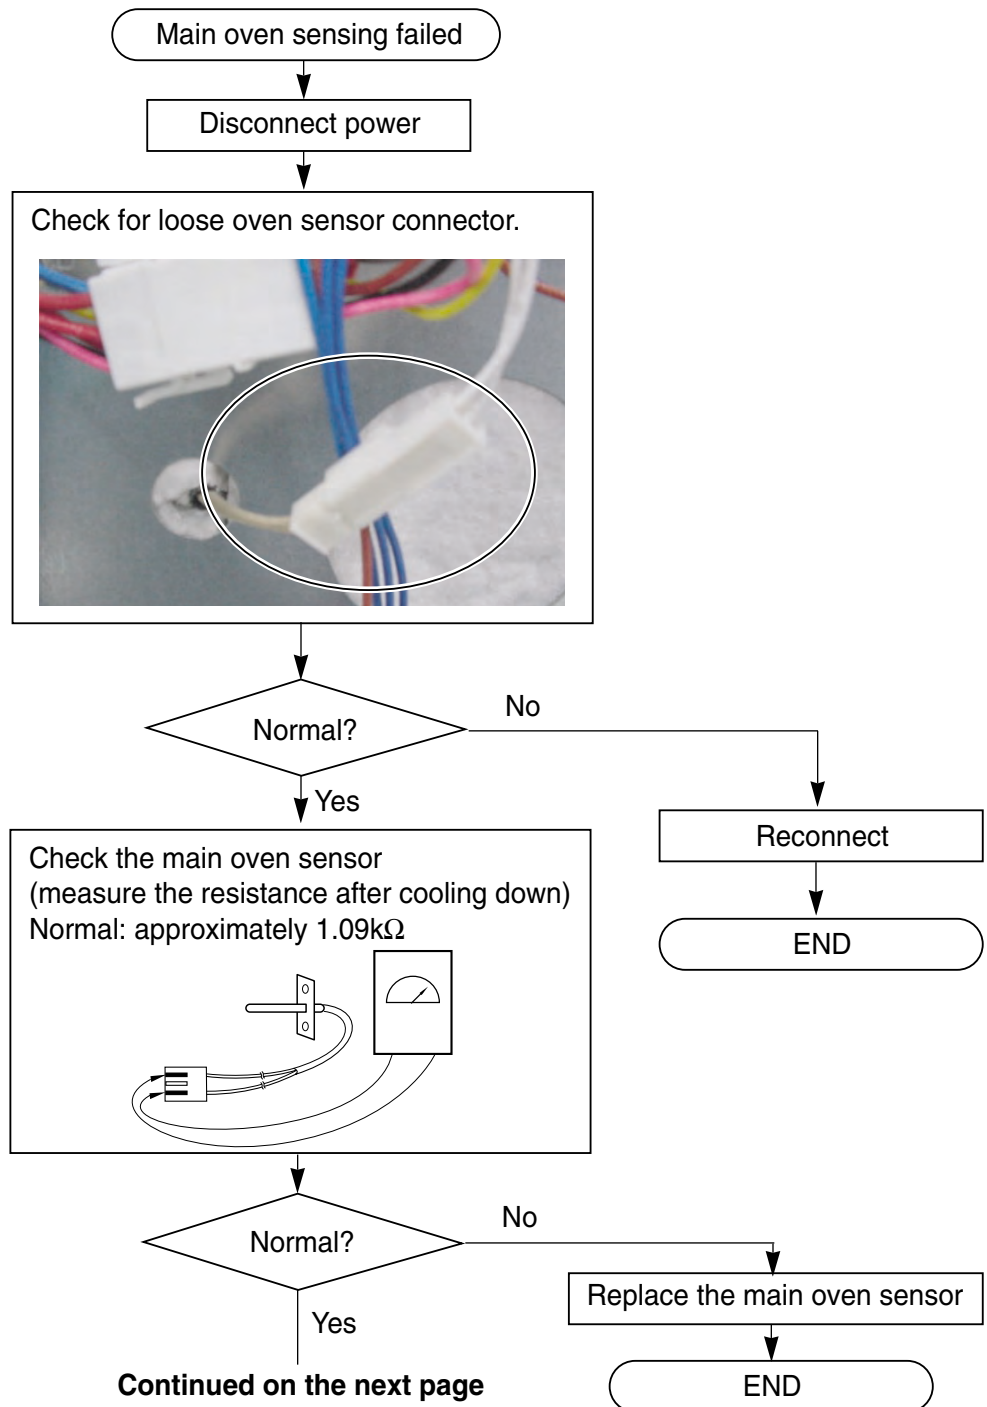 Main oven sensing failed
Disconnect power
Check for loose oven sensor connector.
Normal?
No
Yes
Reconnect
END
Check the main oven sensor
(measure the resistance after cooling down)
Normal: approximately 1.09kΩ
Normal?
No
Yes
Replace the main oven sensor
END
Continued on the next page